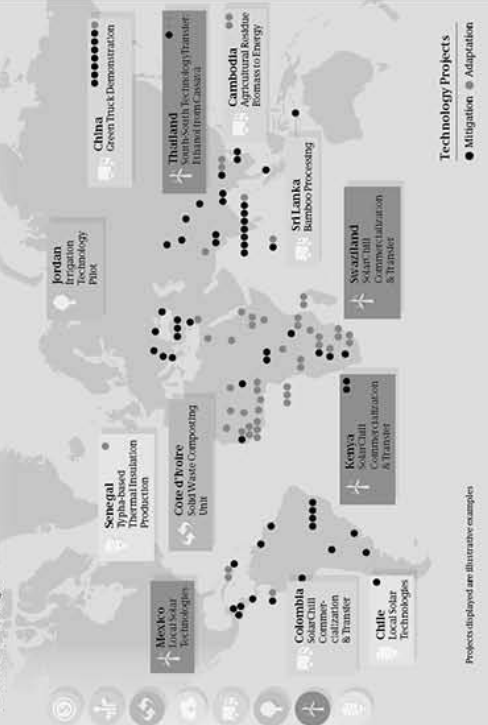 Jordan
Irrigation
Technology
Pilot
China
Green Truck Demonstration
Senegal
Typha-based
Thermal Insulation
Production
Thailand
South-South Technology Transfer:
Ethanol from Cassava
Mexico
Local Solar
Technologies
Cote d'Ivoire
Solid Waste Composting
Unit
Cambodia
Agricultural Residue
Biomass to Energy
Sri Lanka
Bamboo Processing
Colombia
SolarChill
Commer-
cialization
& Transfer
Kenya
SolarChill
Commercialization
& Transfer
Swaziland
SolarChill
Commercialization
& Transfer
Chile
Local Solar
Technologies
Technology Projects
Mitigation Adaptation
Projects displayed are illustrative examples